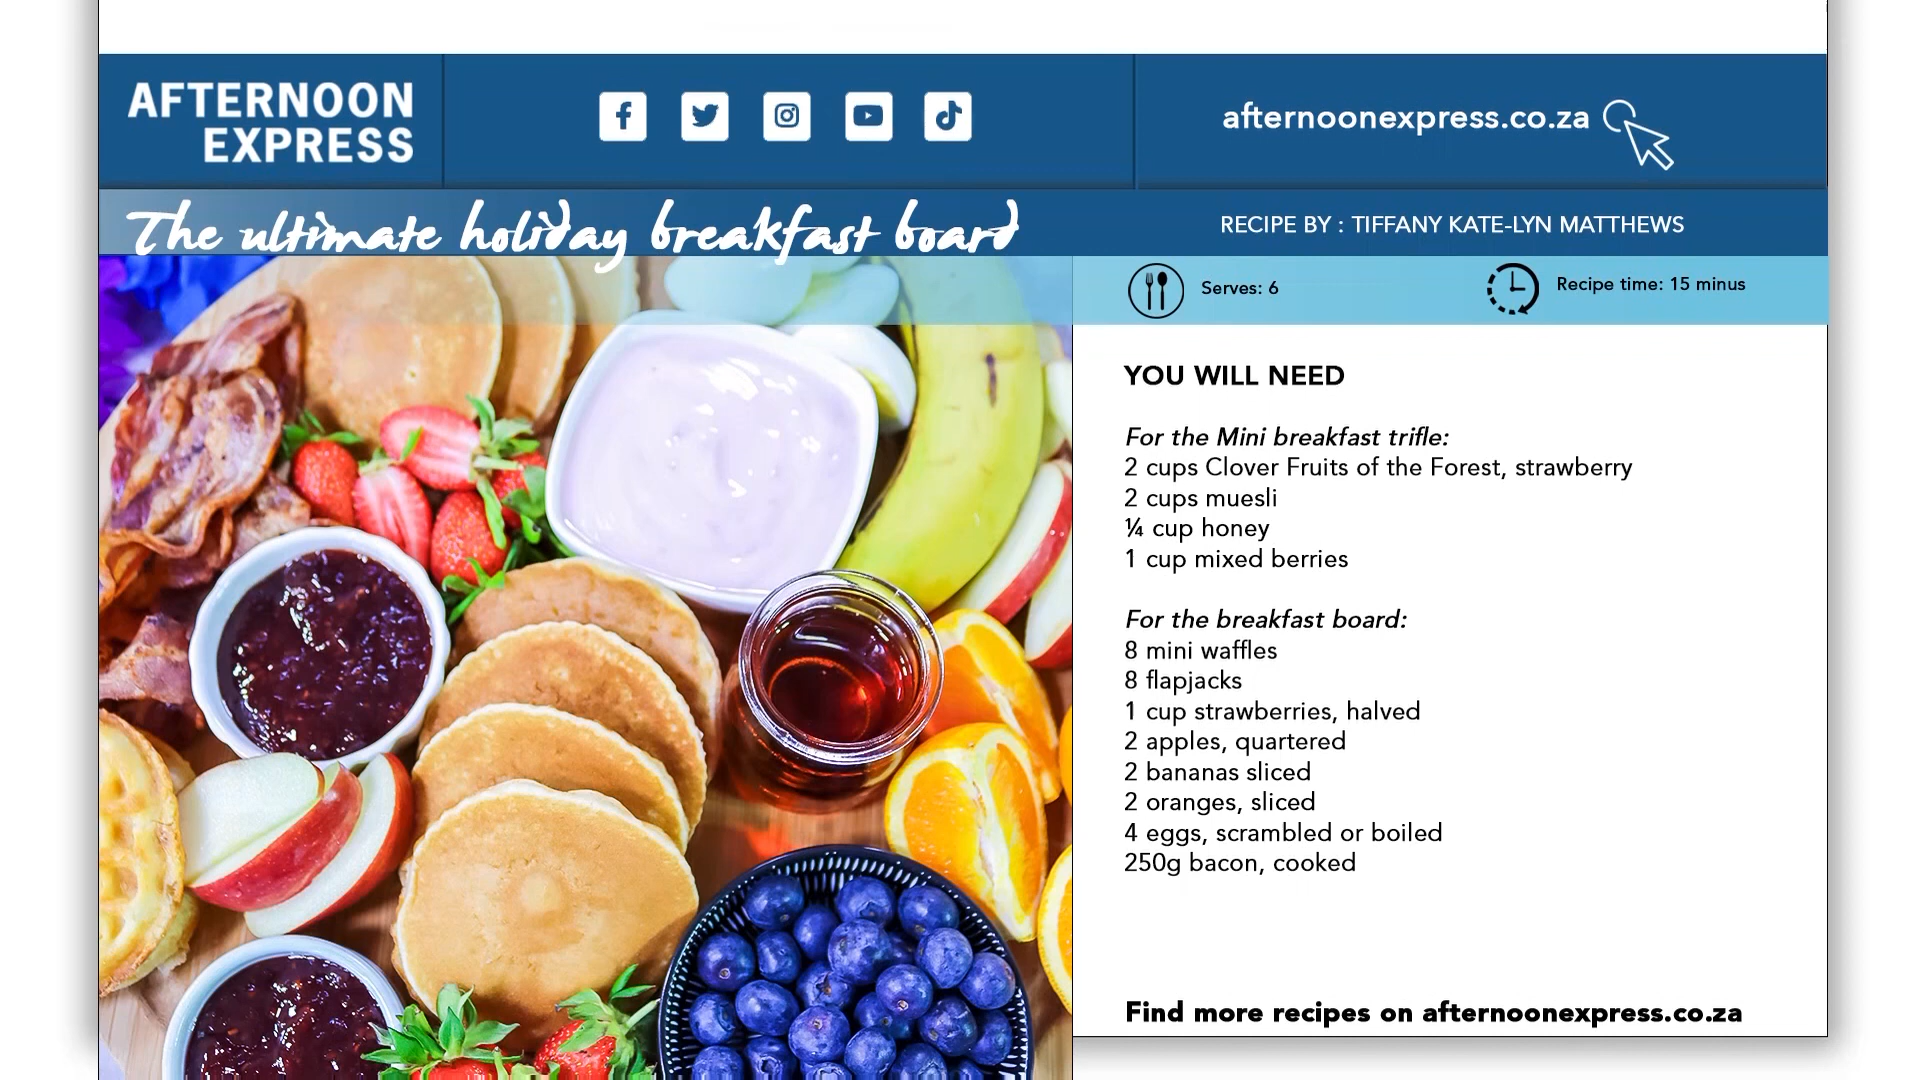 AFTERNOON
EXPRESS
afternoonexpress.co.za
The ultimate holiday breakfast board
RECIPE BY : TIFFANY KATE-LYN MATTHEWS
Serves: 6
Recipe time: 15 minus
YOU WILL NEED
For the Mini breakfast trifle:
2 cups Clover Fruits of the Forest, strawberry
2 cups muesli
¼ cup honey
1 cup mixed berries
For the breakfast board:
8 mini waffles
8 flapjacks
1 cup strawberries, halved
2 apples, quartered
2 bananas sliced
2 oranges, sliced
4 eggs, scrambled or boiled
250g bacon, cooked
Find more recipes on afternoonexpress.co.za